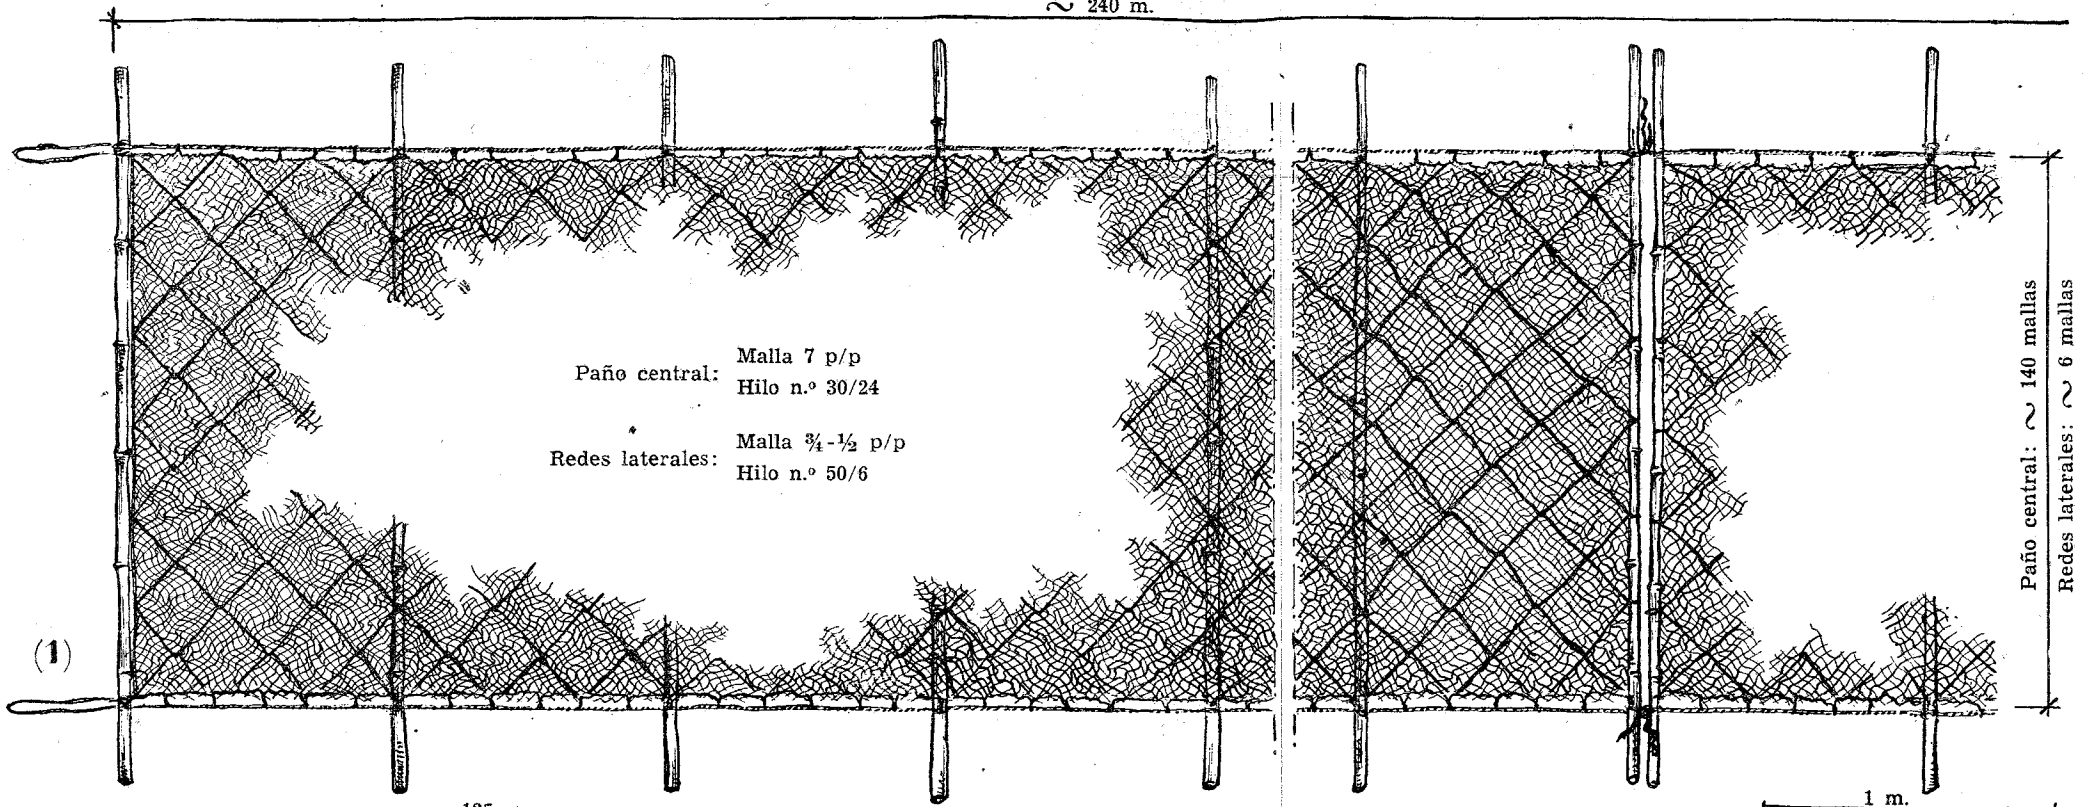 ~ 240 m.
Paño central:
Malla 7 p/p
Hilo n.º 30/24
Redes laterales:
Malla ¾-½ p/p
Hilo n.º 50/6
Paño central: ~ 140 mallas
Redes laterales: ~ 6 mallas
(1)
1 m.